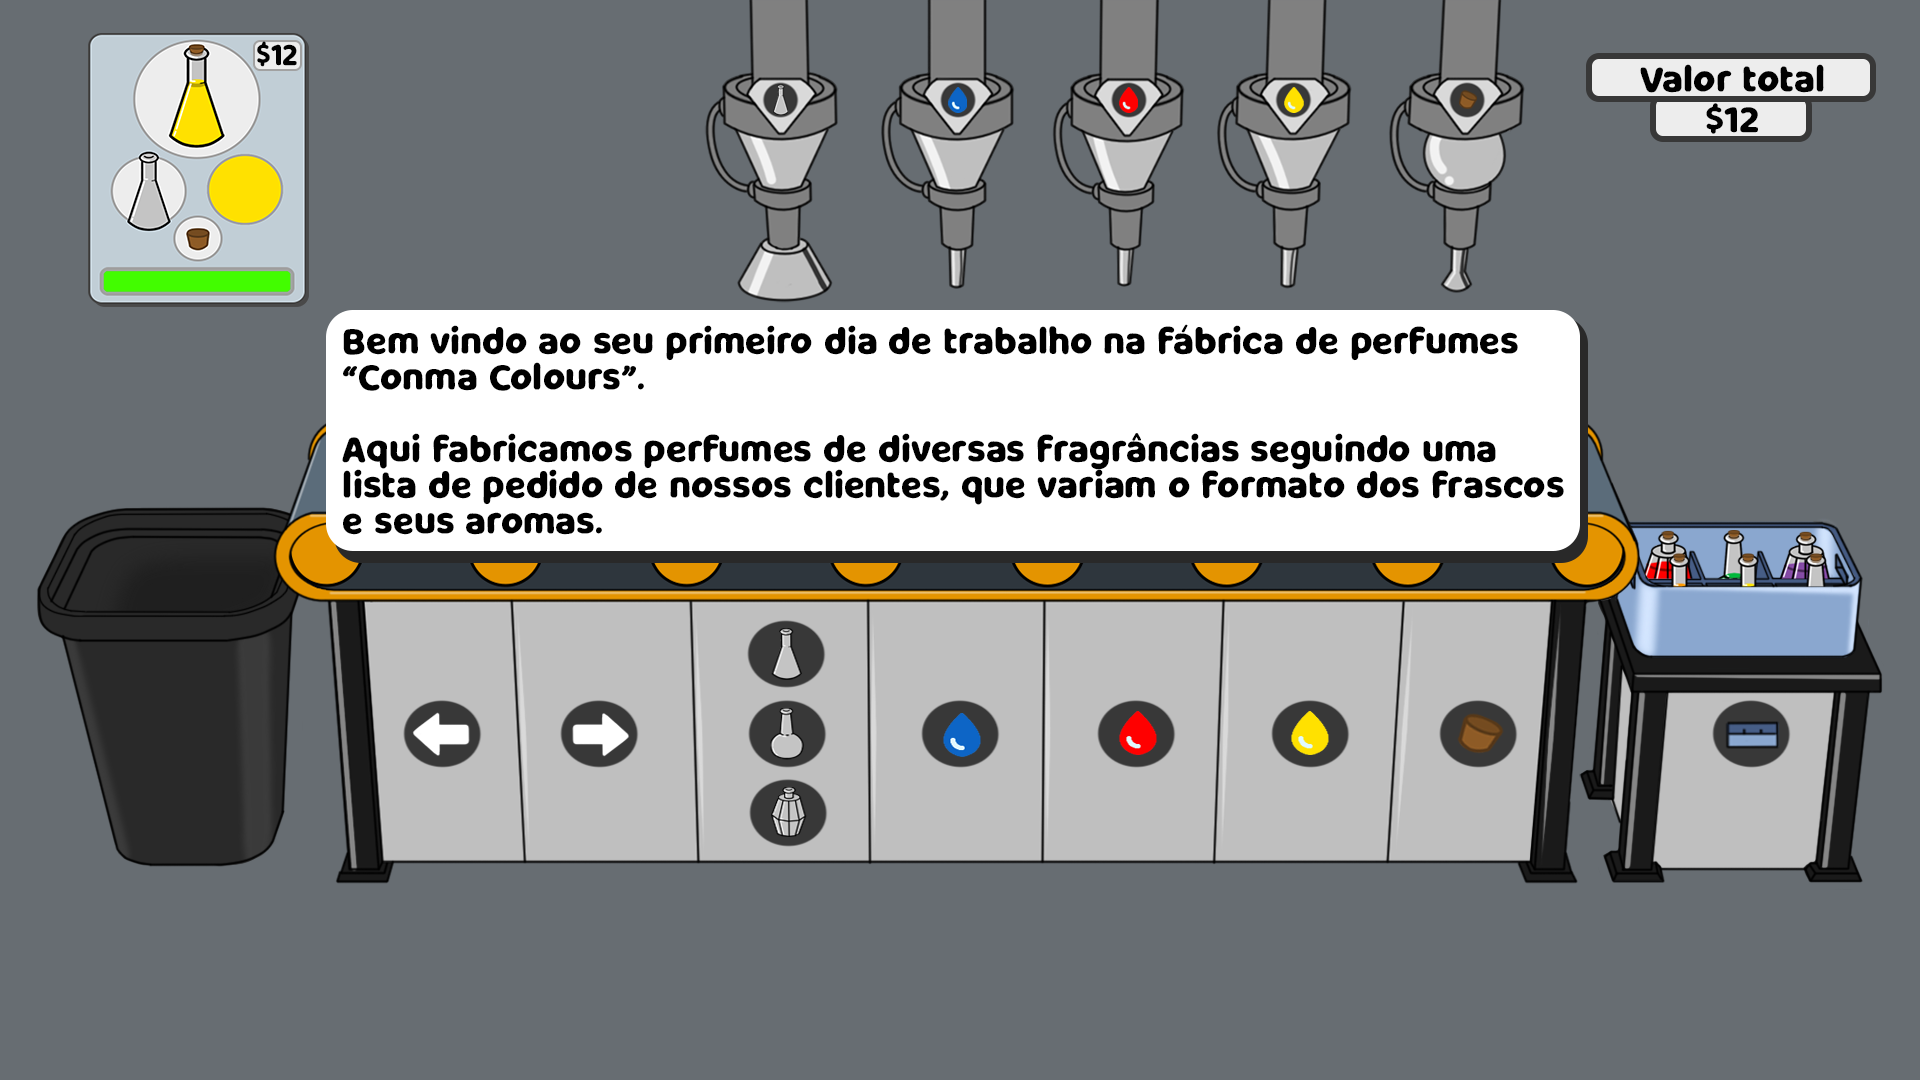 $12
Valor total
$12
Bem vindo ao seu primeiro dia de trabalho na fábrica de perfumes
“Conma Colours”.
Aqui fabricamos perfumes de diversas fragrâncias seguindo uma
lista de pedido de nossos clientes, que variam o formato dos frascos
e seus aromas.